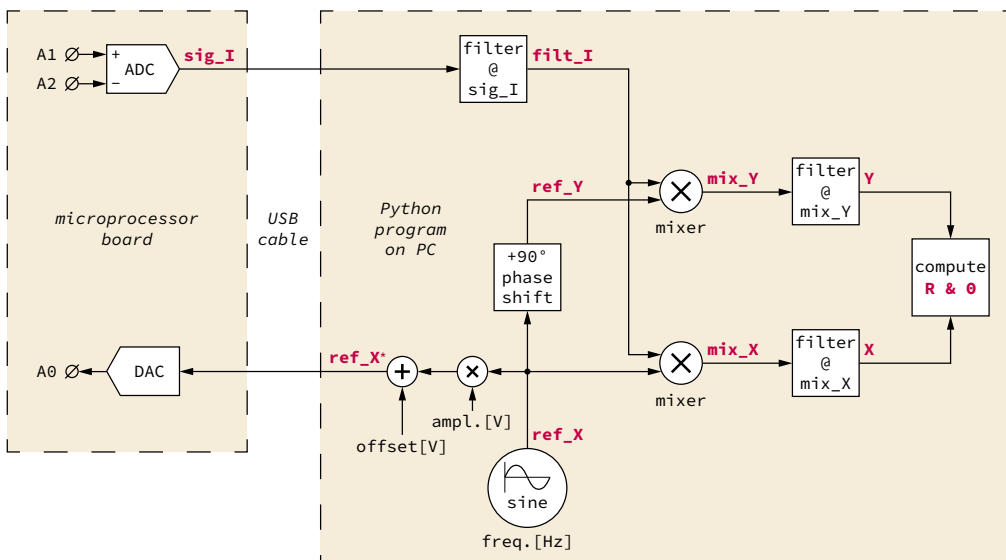 A1
+
A2
−
ADC
sig_I
filter
@
sig_I
filt_I
microprocessor
board
USB
cable
Python
program
on PC
ref_Y
+90°
phase
shift
mixer
mix_Y
filter
@
mix_Y
Y
compute
R & Θ
A0
DAC
ref_X*
+
×
ampl.[V]
offset[V]
ref_X
sine
freq.[Hz]
mixer
mix_X
filter
@
mix_X
X